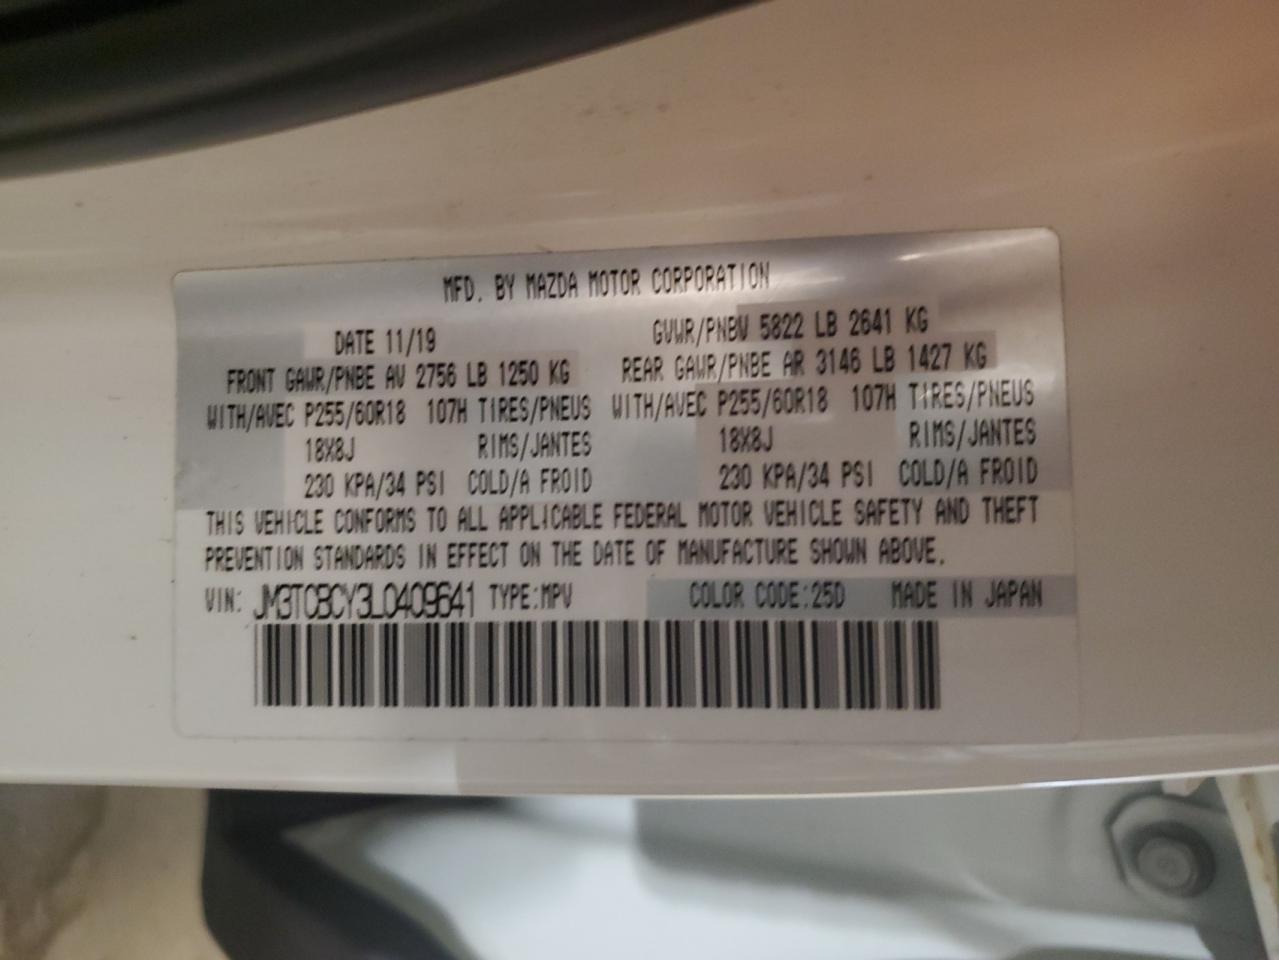 MFD. BY MAZDA MOTOR CORPORATION
DATE 11/19 GVWR/PNBV 5822 LB 2641 KG
FRONT GAWR/PNBE AV 2756 LB 1250 KG REAR GAWR/PNBE AR 3146 LB 1427 KG
WITH/AVEC P255/60R18 107H TIRES/PNEUS WITH/AVEC P255/60R18 107H TIRES/PNEUS
18X8J RIMS/JANTES 18X8J RIMS/JANTES
230 KPA/34 PSI COLD/A FROID 230 KPA/34 PSI COLD/A FROID
THIS VEHICLE CONFORMS TO ALL APPLICABLE FEDERAL MOTOR VEHICLE SAFETY AND THEFT
PREVENTION STANDARDS IN EFFECT ON THE DATE OF MANUFACTURE SHOWN ABOVE.
VIN: JM3TCBCY3L0409641 TYPE:MPV COLOR CODE:25D MADE IN JAPAN